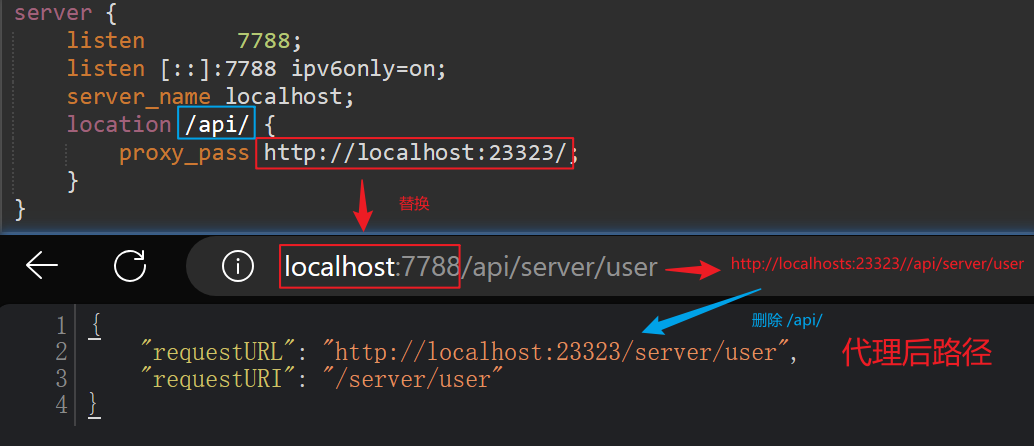 server {
listen 7788;
listen [::]:7788 ipv6only=on;
server_name localhost;
location /api/ {
proxy_pass http://localhost:23323/;
}
}
替换
localhost:7788/api/server/user
http://localhosts:23323//api/server/user
删除 /api/
1 {
2 "requestURL": "http://localhost:23323/server/user",
3 "requestURI": "/server/user"
4 }
代理后路径